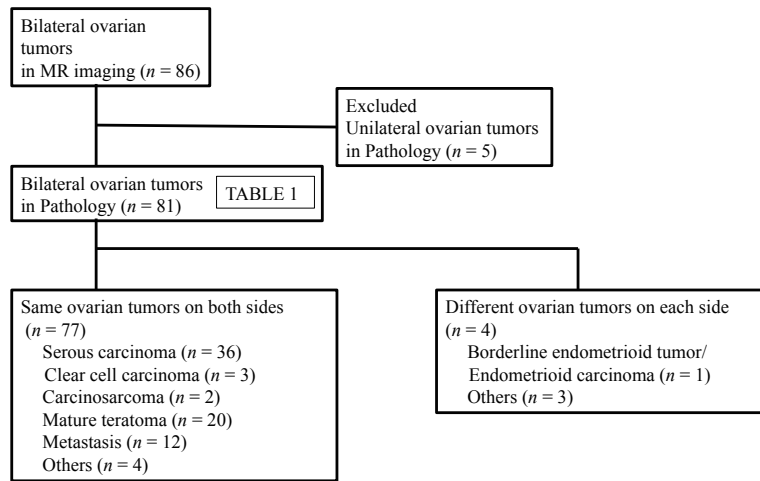 Bilateral ovarian
tumors
in MR imaging (n = 86)
Excluded
Unilateral ovarian tumors
in Pathology (n = 5)
Bilateral ovarian tumors
in Pathology (n = 81)
TABLE 1
Same ovarian tumors on both sides
(n = 77)
Serous carcinoma (n = 36)
Clear cell carcinoma (n = 3)
Carcinosarcoma (n = 2)
Mature teratoma (n = 20)
Metastasis (n = 12)
Others (n = 4)
Different ovarian tumors on each side
(n = 4)
Borderline endometrioid tumor/
Endometrioid carcinoma (n = 1)
Others (n = 3)